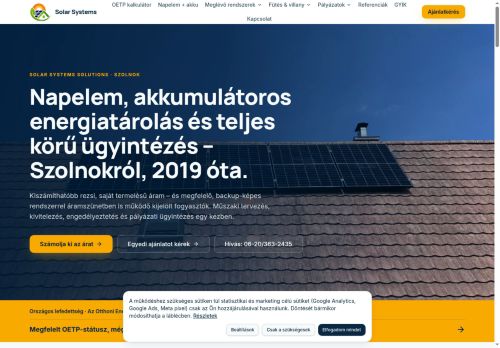 Solar Systems
OETP kalkulátor
Napelem + akku
Meglévő rendszerek
Fűtés & villany
Pályázatok
Referenciák
GYIK
Kapcsolat
Ajánlatkérés
SOLAR SYSTEMS SOLUTIONS · SZOLNOK
Napelem, akkumulátoros
energiatárolás és teljes
körű ügyintézés –
Szolnokról, 2019 óta.
Kiszámíthatóbb rezsi, saját termelésű áram – és megfelelő, backup-képes
rendszerrel áramszünetben is működő kijelölt fogyasztók. Műszaki tervezés,
kivitelezés, engedélyeztetés és pályázati ügyintézés egy kézben.
Számolja ki az árat →
Egyedi ajánlatot kérek →
Hívás: 06-20/363-2435
Országos lefedettség · Az Otthoni
Megfelelt OETP-státusz, még
A működéshez szükséges sütiken túl statisztikai és marketing célú sütiket (Google Analytics,
Google Ads, Meta pixel) csak az Ön hozzájárulásával használunk. Döntését bármikor
módosíthatja a láblécben. Részletek
Beállítások
Csak a szükségesek
Elfogadom mindet